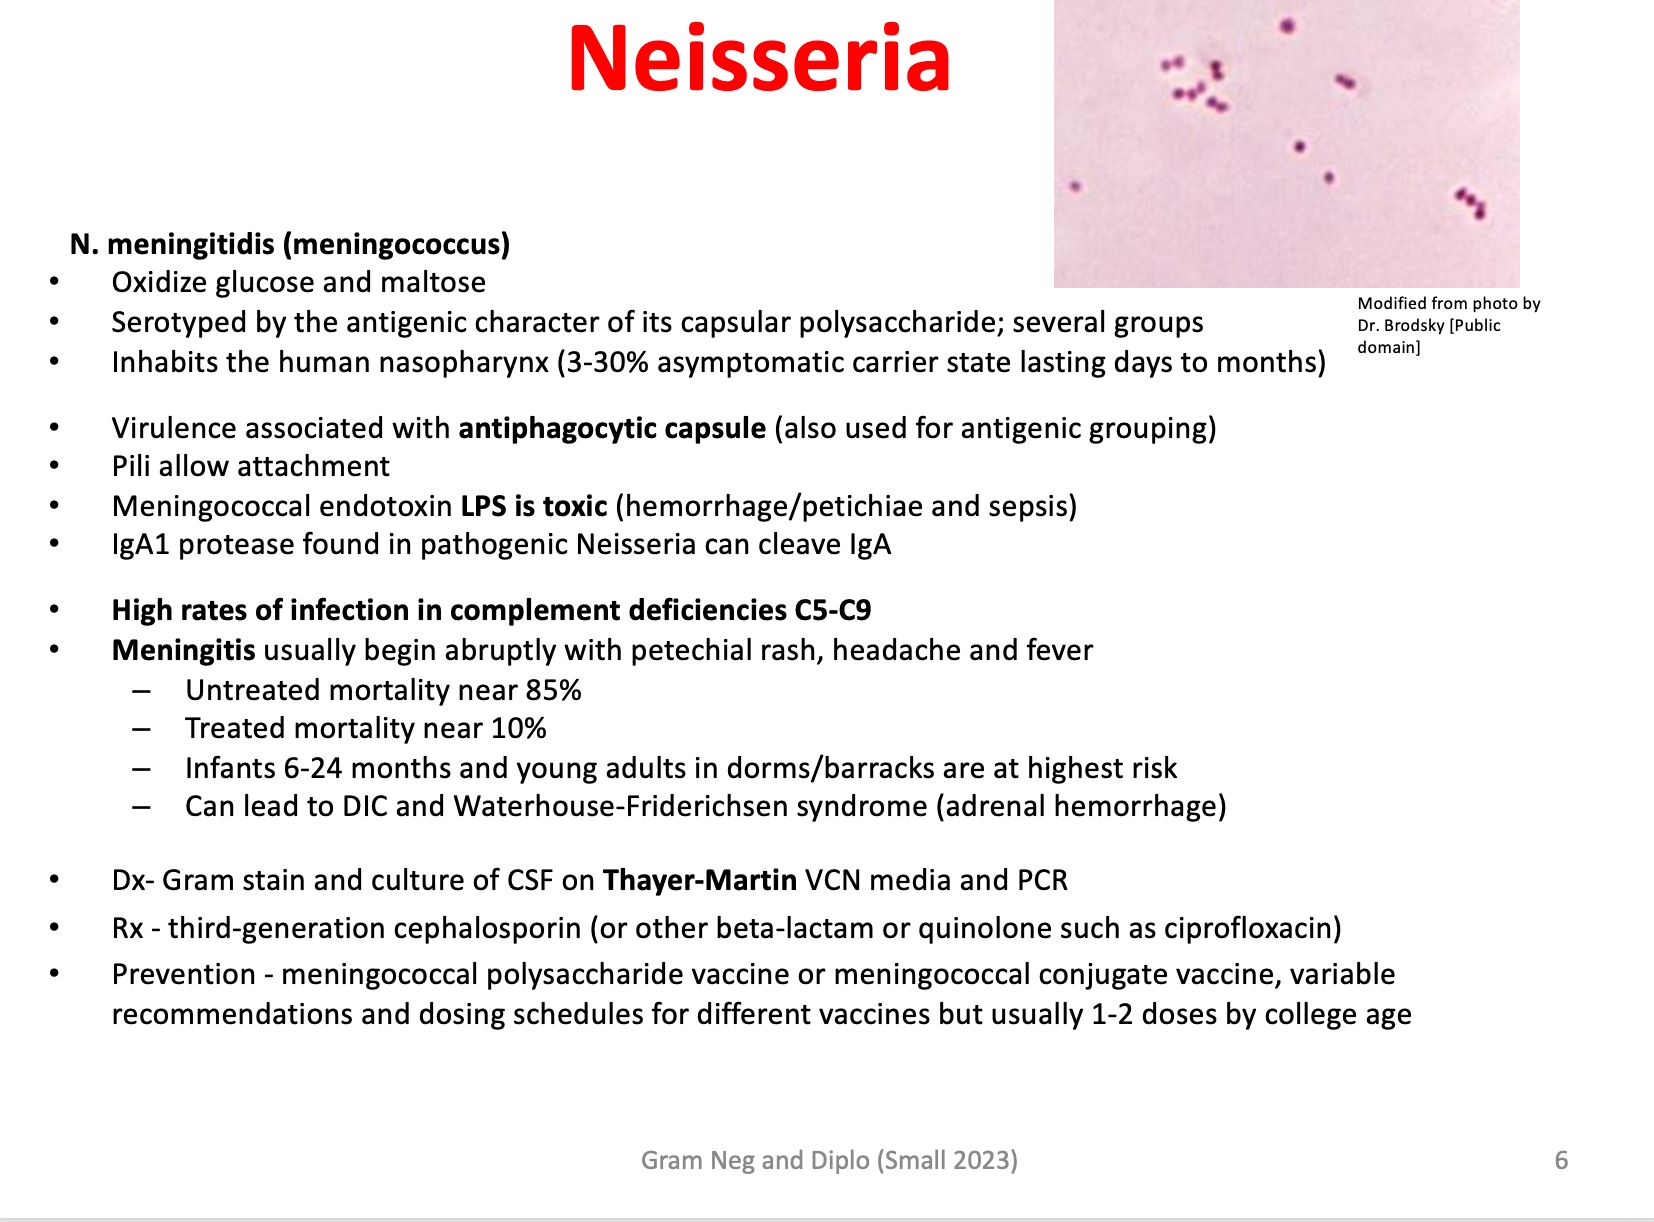 Neisseria
Modified from photo by
Dr. Brodsky [Public
domain]
N. meningitidis (meningococcus)
• Oxidize glucose and maltose
• Serotyped by the antigenic character of its capsular polysaccharide; several groups
• Inhabits the human nasopharynx (3-30% asymptomatic carrier state lasting days to months)
• Virulence associated with antiphagocytic capsule (also used for antigenic grouping)
• Pili allow attachment
• Meningococcal endotoxin LPS is toxic (hemorrhage/petichiae and sepsis)
• IgA1 protease found in pathogenic Neisseria can cleave IgA
• High rates of infection in complement deficiencies C5-C9
• Meningitis usually begin abruptly with petechial rash, headache and fever
– Untreated mortality near 85%
– Treated mortality near 10%
– Infants 6-24 months and young adults in dorms/barracks are at highest risk
– Can lead to DIC and Waterhouse-Friderichsen syndrome (adrenal hemorrhage)
• Dx- Gram stain and culture of CSF on Thayer-Martin VCN media and PCR
• Rx - third-generation cephalosporin (or other beta-lactam or quinolone such as ciprofloxacin)
• Prevention - meningococcal polysaccharide vaccine or meningococcal conjugate vaccine, variable
recommendations and dosing schedules for different vaccines but usually 1-2 doses by college age
Gram Neg and Diplo (Small 2023)
6